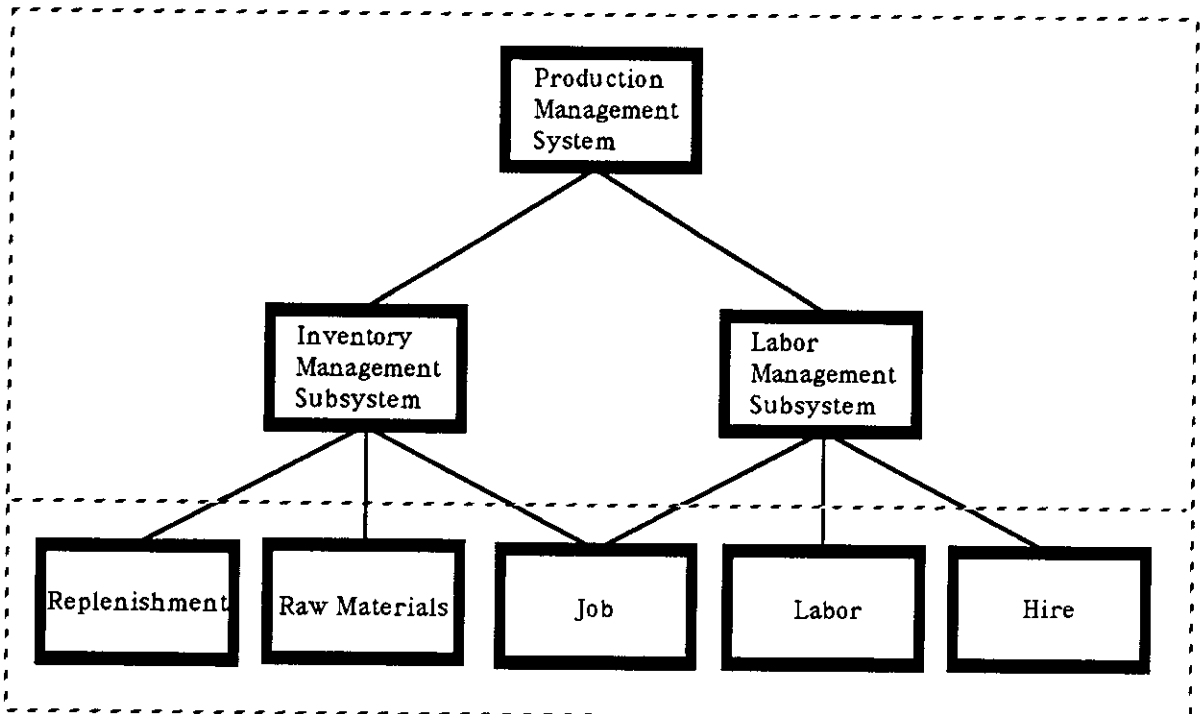 Production
Management
System
Inventory
Management
Subsystem
Labor
Management
Subsystem
Replenishment
Raw Materials
Job
Labor
Hire